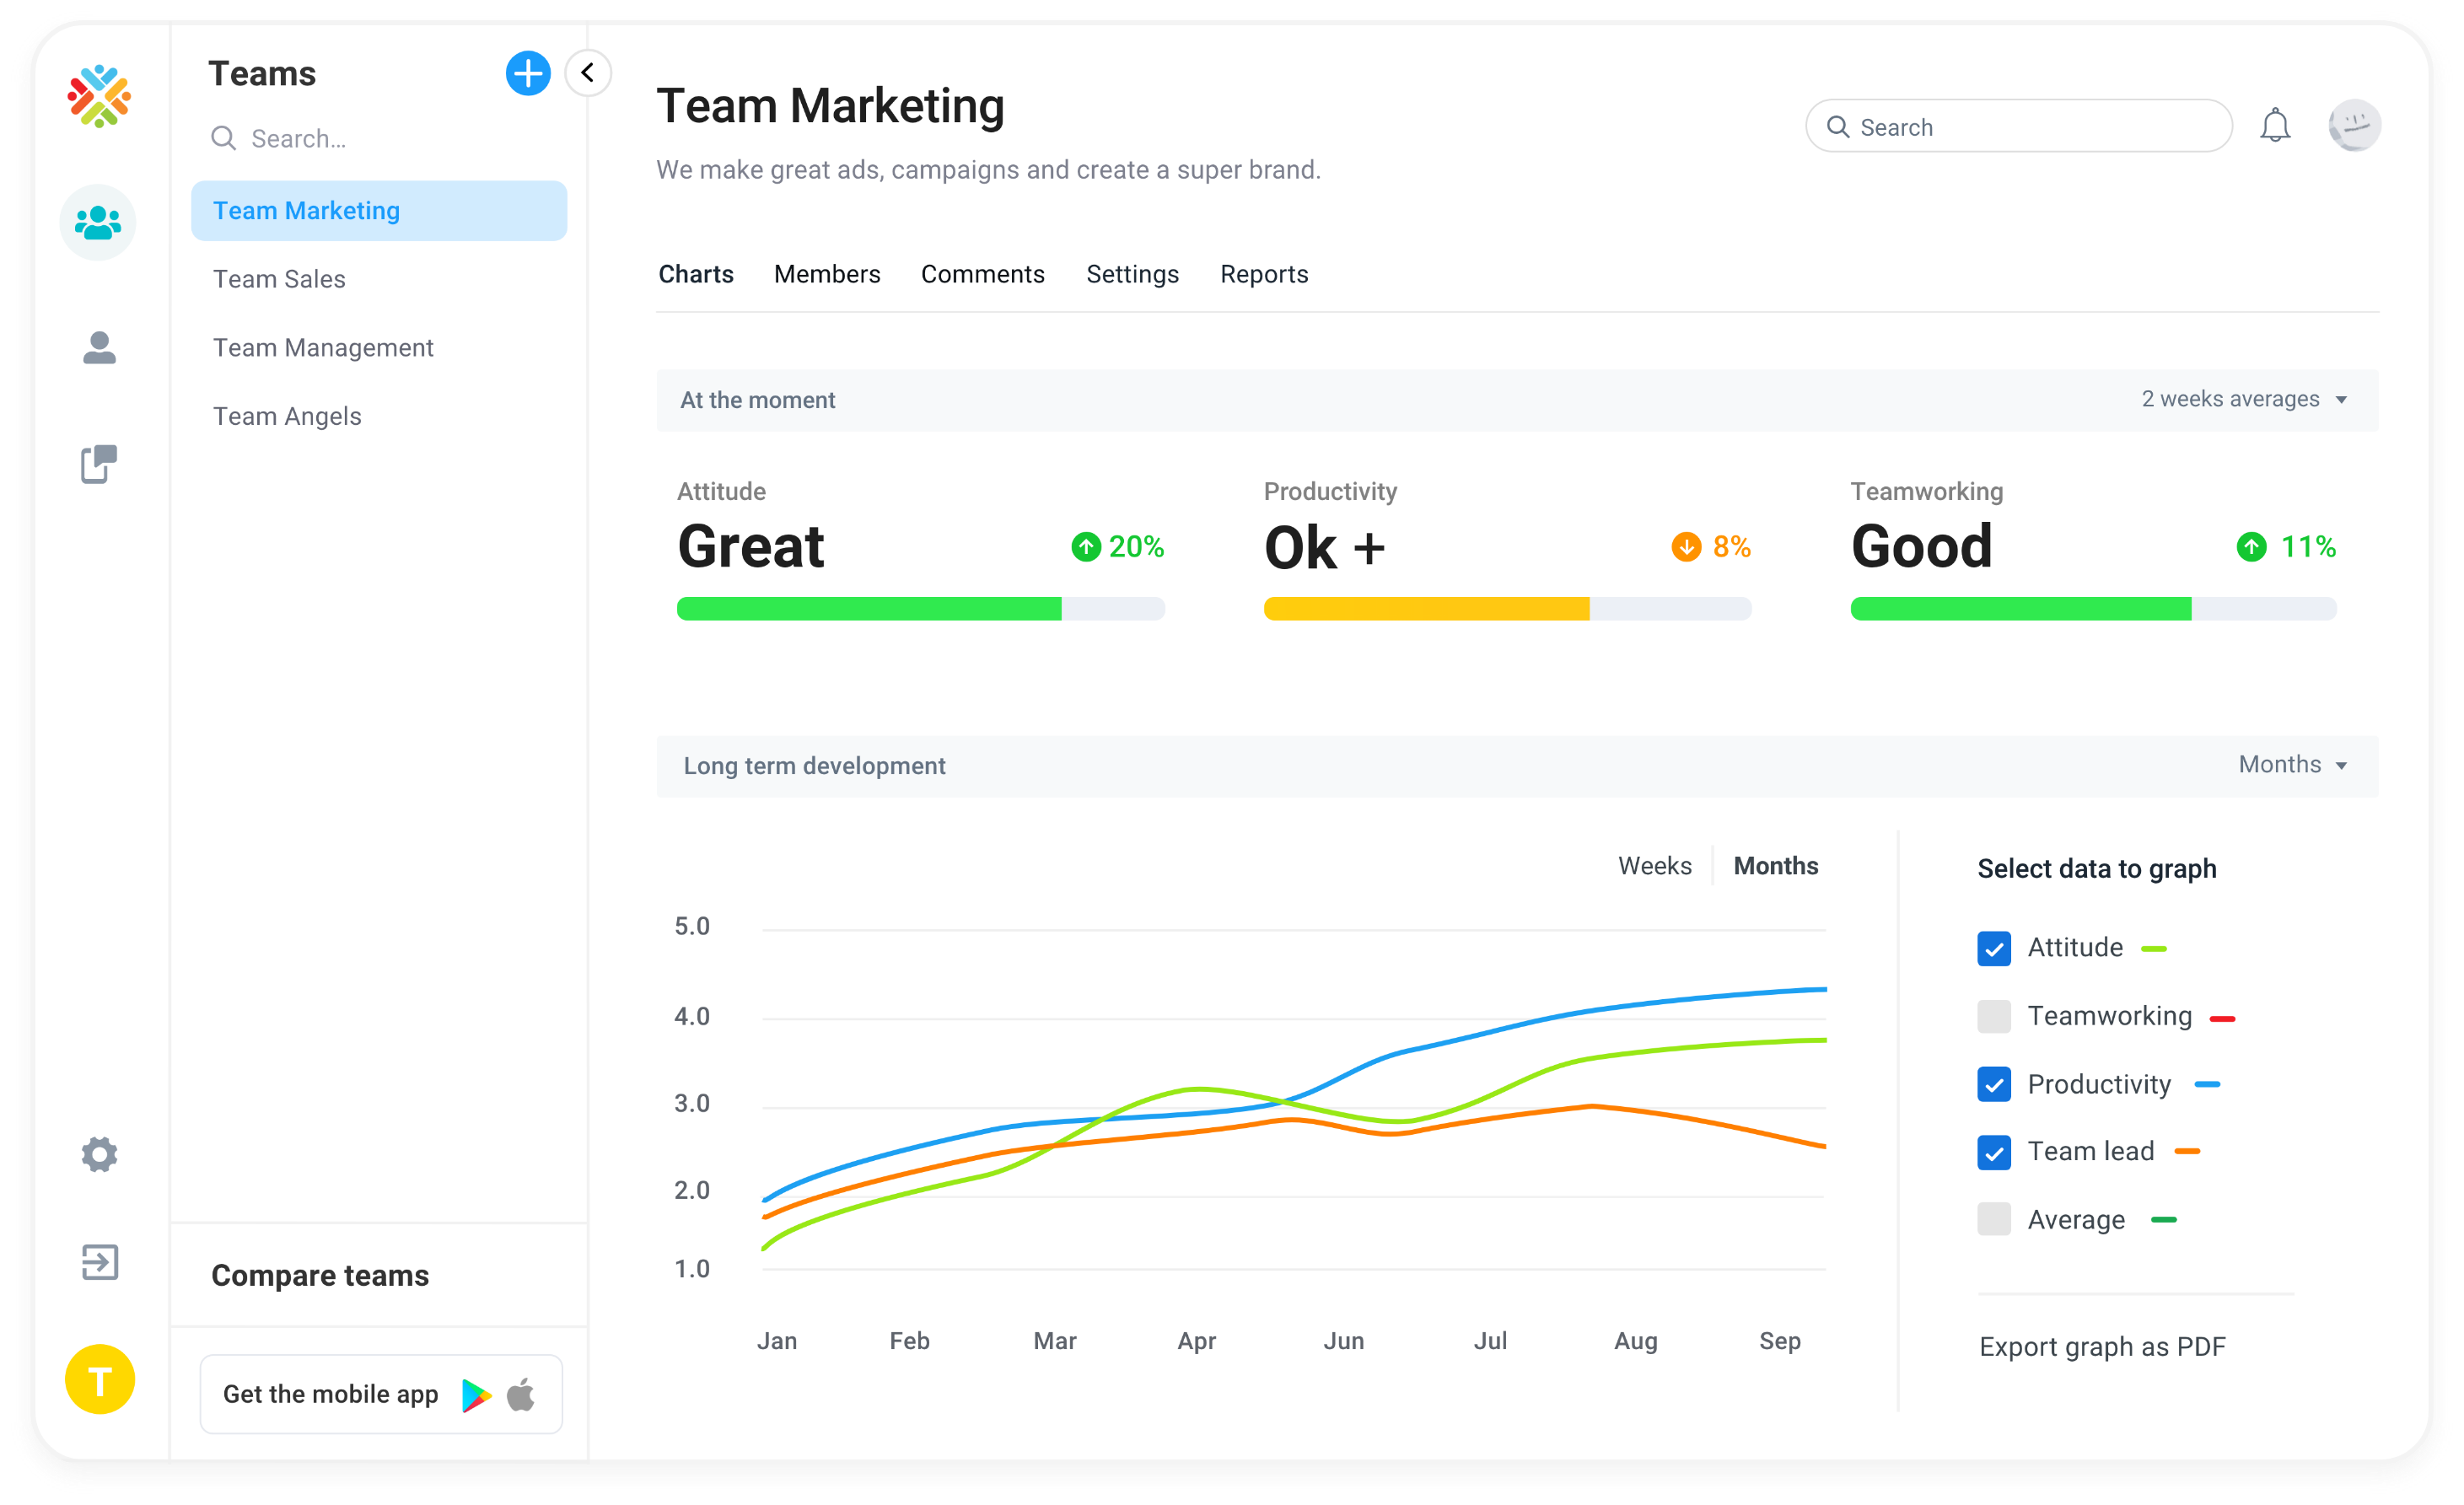 Teams
Search...
Team Marketing
Team Sales
Team Management
Team Angels
Compare teams
Get the mobile app
T
Team Marketing
We make great ads, campaigns and create a super brand.
Search
Charts Members Comments Settings Reports
At the moment 2 weeks averages
Attitude Productivity Teamworking
Great 20% Ok + 8% Good 11%
Long term development Months
Weeks Months
5.0
4.0
3.0
2.0
1.0
Jan Feb Mar Apr Jun Jul Aug Sep
Select data to graph
Attitude
Teamworking
Productivity
Team lead
Average
Export graph as PDF